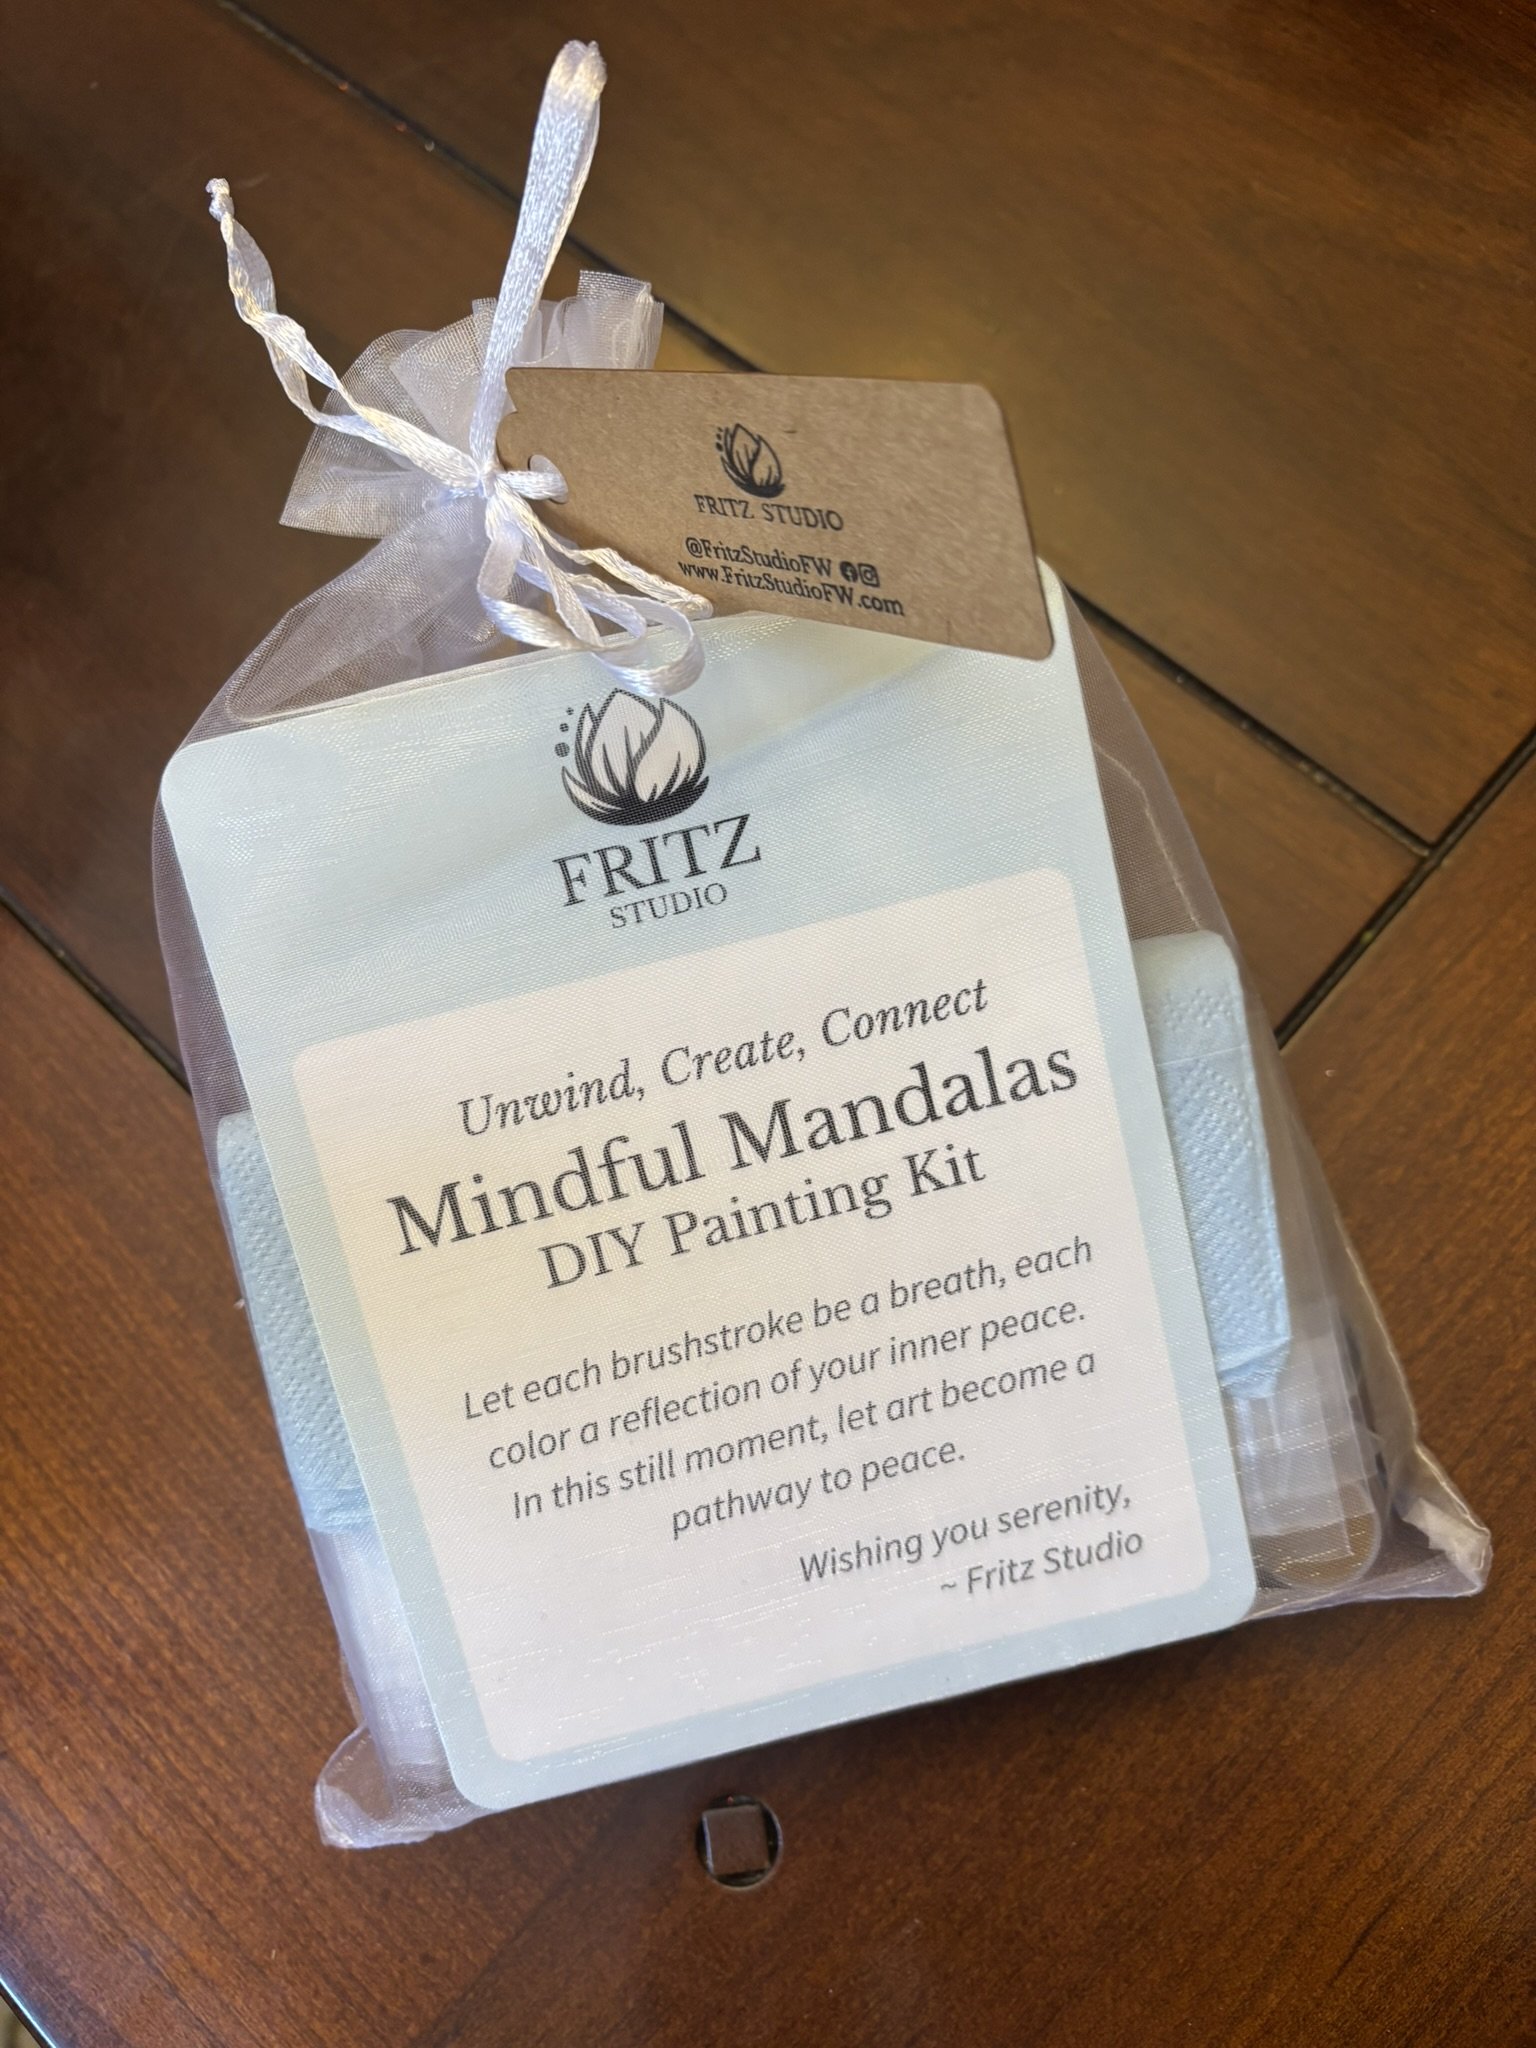 FRITZ STUDIO
@FritzStudioFW
www.FritzStudioFW.com
FRITZ
STUDIO
Unwind, Create, Connect
Mindful Mandalas
DIY Painting Kit
Let each brushstroke be a breath, each
color a reflection of your inner peace.
In this still moment, let art become a
pathway to peace.
Wishing you serenity,
~ Fritz Studio